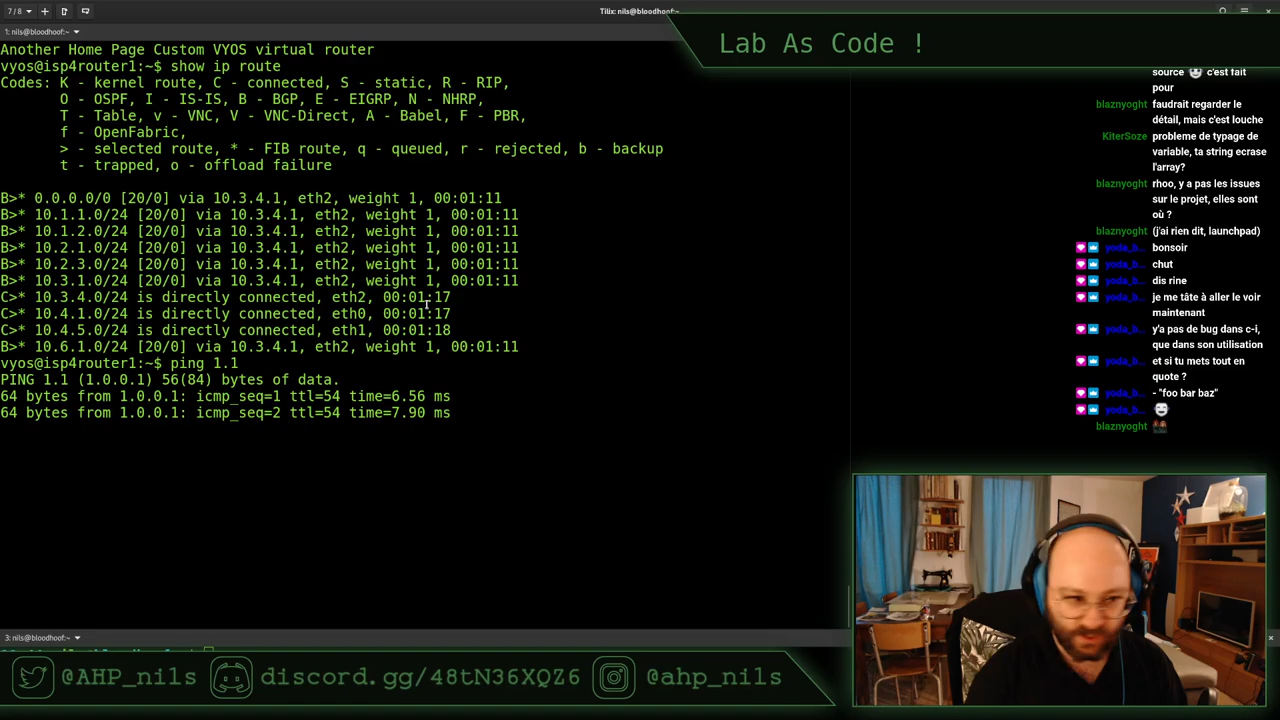 7 / 8
Tilix: nils@bloodhoof:~
1: nils@bloodhoof:~
Lab As Code !
Another Home Page Custom VYOS virtual router
vyos@isp4router1:~$ show ip route
Codes: K - kernel route, C - connected, S - static, R - RIP,
O - OSPF, I - IS-IS, B - BGP, E - EIGRP, N - NHRP,
T - Table, v - VNC, V - VNC-Direct, A - Babel, F - PBR,
f - OpenFabric,
> - selected route, * - FIB route, q - queued, r - rejected, b - backup
t - trapped, o - offload failure
B>* 0.0.0.0/0 [20/0] via 10.3.4.1, eth2, weight 1, 00:01:11
B>* 10.1.1.0/24 [20/0] via 10.3.4.1, eth2, weight 1, 00:01:11
B>* 10.1.2.0/24 [20/0] via 10.3.4.1, eth2, weight 1, 00:01:11
B>* 10.2.1.0/24 [20/0] via 10.3.4.1, eth2, weight 1, 00:01:11
B>* 10.2.3.0/24 [20/0] via 10.3.4.1, eth2, weight 1, 00:01:11
B>* 10.3.1.0/24 [20/0] via 10.3.4.1, eth2, weight 1, 00:01:11
C>* 10.3.4.0/24 is directly connected, eth2, 00:01:17
C>* 10.4.1.0/24 is directly connected, eth0, 00:01:17
C>* 10.4.5.0/24 is directly connected, eth1, 00:01:18
B>* 10.6.1.0/24 [20/0] via 10.3.4.1, eth2, weight 1, 00:01:11
vyos@isp4router1:~$ ping 1.1
PING 1.1 (1.0.0.1) 56(84) bytes of data.
64 bytes from 1.0.0.1: icmp_seq=1 ttl=54 time=6.56 ms
64 bytes from 1.0.0.1: icmp_seq=2 ttl=54 time=7.90 ms
source c'est fait
pour
blaznyoght faudrait regarder le
détail, mais c'est louche
KiterSoze probleme de typage de
variable, ta string ecrase
l'array?
blaznyoght rhoo, y a pas les issues
sur le projet, elles sont
où ?
blaznyoght (j'ai rien dit, launchpad)
yoda_b... bonsoir
yoda_b... chut
yoda_b... dis rine
yoda_b... je me tâte à aller le voir
maintenant
yoda_b... y'a pas de bug dans c-i,
que dans son utilisation
yoda_b... et si tu mets tout en
quote ?
yoda_b... - "foo bar baz"
yoda_b...
blaznyoght
3: nils@bloodhoof:~
@AHP_nils
discord.gg/48tN36XQZ6
@ahp_nils